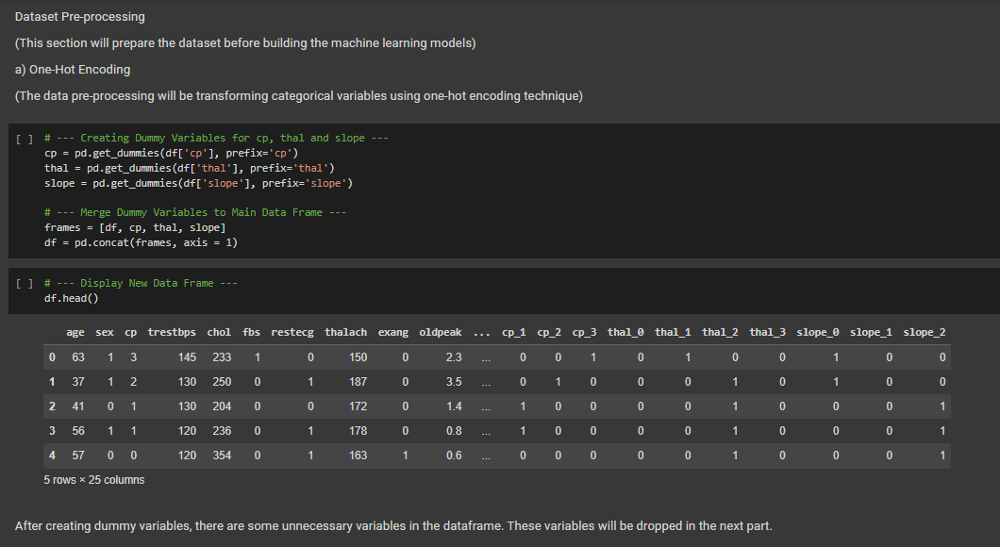 Dataset Pre-processing
(This section will prepare the dataset before building the machine learning models)
a) One-Hot Encoding
(The data pre-processing will be transforming categorical variables using one-hot encoding technique)
[ ] # --- Creating Dummy Variables for cp, thal and slope ---
cp = pd.get_dummies(df['cp'], prefix='cp')
thal = pd.get_dummies(df['thal'], prefix='thal')
slope = pd.get_dummies(df['slope'], prefix='slope')
# --- Merge Dummy Variables to Main Data Frame ---
frames = [df, cp, thal, slope]
df = pd.concat(frames, axis = 1)
[ ] # --- Display New Data Frame ---
df.head()
age sex cp trestbps chol fbs restecg thalach exang oldpeak ... cp_1 cp_2 cp_3 thal_0 thal_1 thal_2 thal_3 slope_0 slope_1 slope_2
0 63 1 3 145 233 1 0 150 0 2.3 ... 0 0 1 0 1 0 0 1 0 0
1 37 1 2 130 250 0 1 187 0 3.5 ... 0 1 0 0 0 1 0 1 0 0
2 41 0 1 130 204 0 0 172 0 1.4 ... 1 0 0 0 0 1 0 0 0 1
3 56 1 1 120 236 0 1 178 0 0.8 ... 1 0 0 0 0 1 0 0 0 1
4 57 0 0 120 354 0 1 163 1 0.6 ... 0 0 0 0 0 1 0 0 0 1
5 rows × 25 columns
After creating dummy variables, there are some unnecessary variables in the dataframe. These variables will be dropped in the next part.